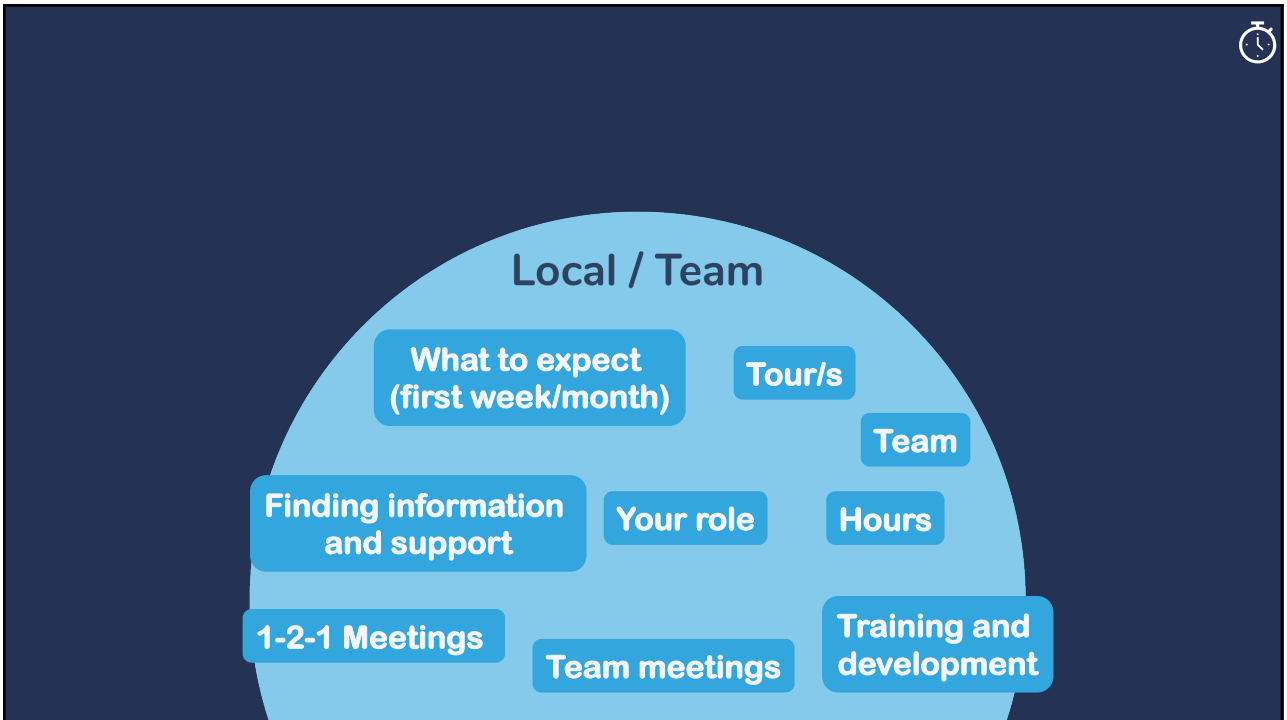 Local / Team
What to expect
(first week/month)
Tour/s
Team
Finding information
and support
Your role
Hours
1-2-1 Meetings
Team meetings
Training and
development